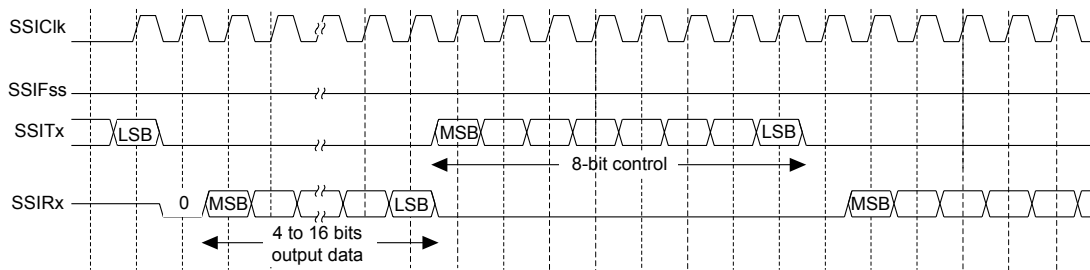 SSIClk
SSIFss
SSITx
LSB
MSB
LSB
8-bit control
SSIRx
0
MSB
LSB
MSB
4 to 16 bits
output data